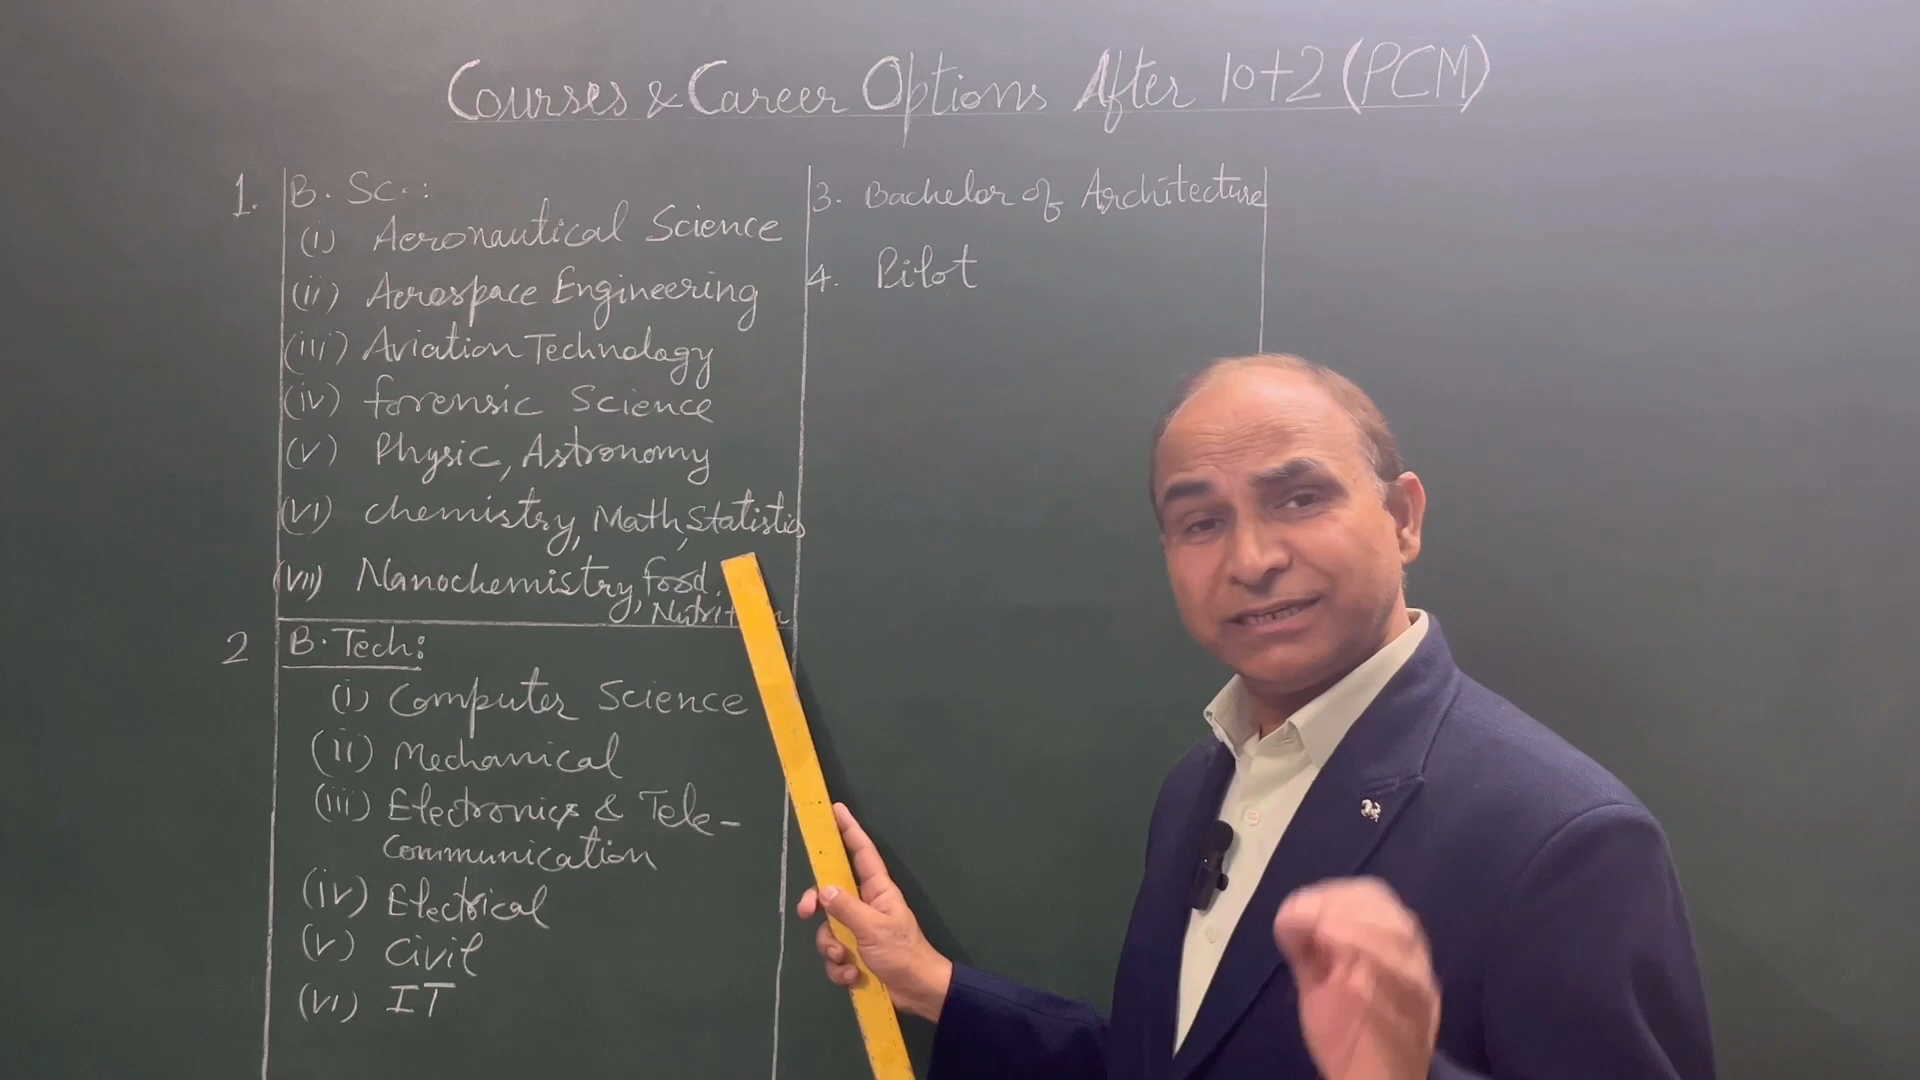 Courses & Career Options After 10+2 (PCM)
1. B. Sc. :
(i) Aeronautical Science
(ii) Aerospace Engineering
(iii) Aviation Technology
(iv) forensic Science
(v) Physic, Astronomy
(vi) chemistry, Math, Statistics
(vii) Nanochemistry, food,
Nutrition
2 B. Tech:
(i) Computer Science
(ii) Mechanical
(iii) Electronics & Tele-
Communication
(iv) Electrical
(v) Civil
(vi) IT
3. Bachelor of Architecture
4. Pilot